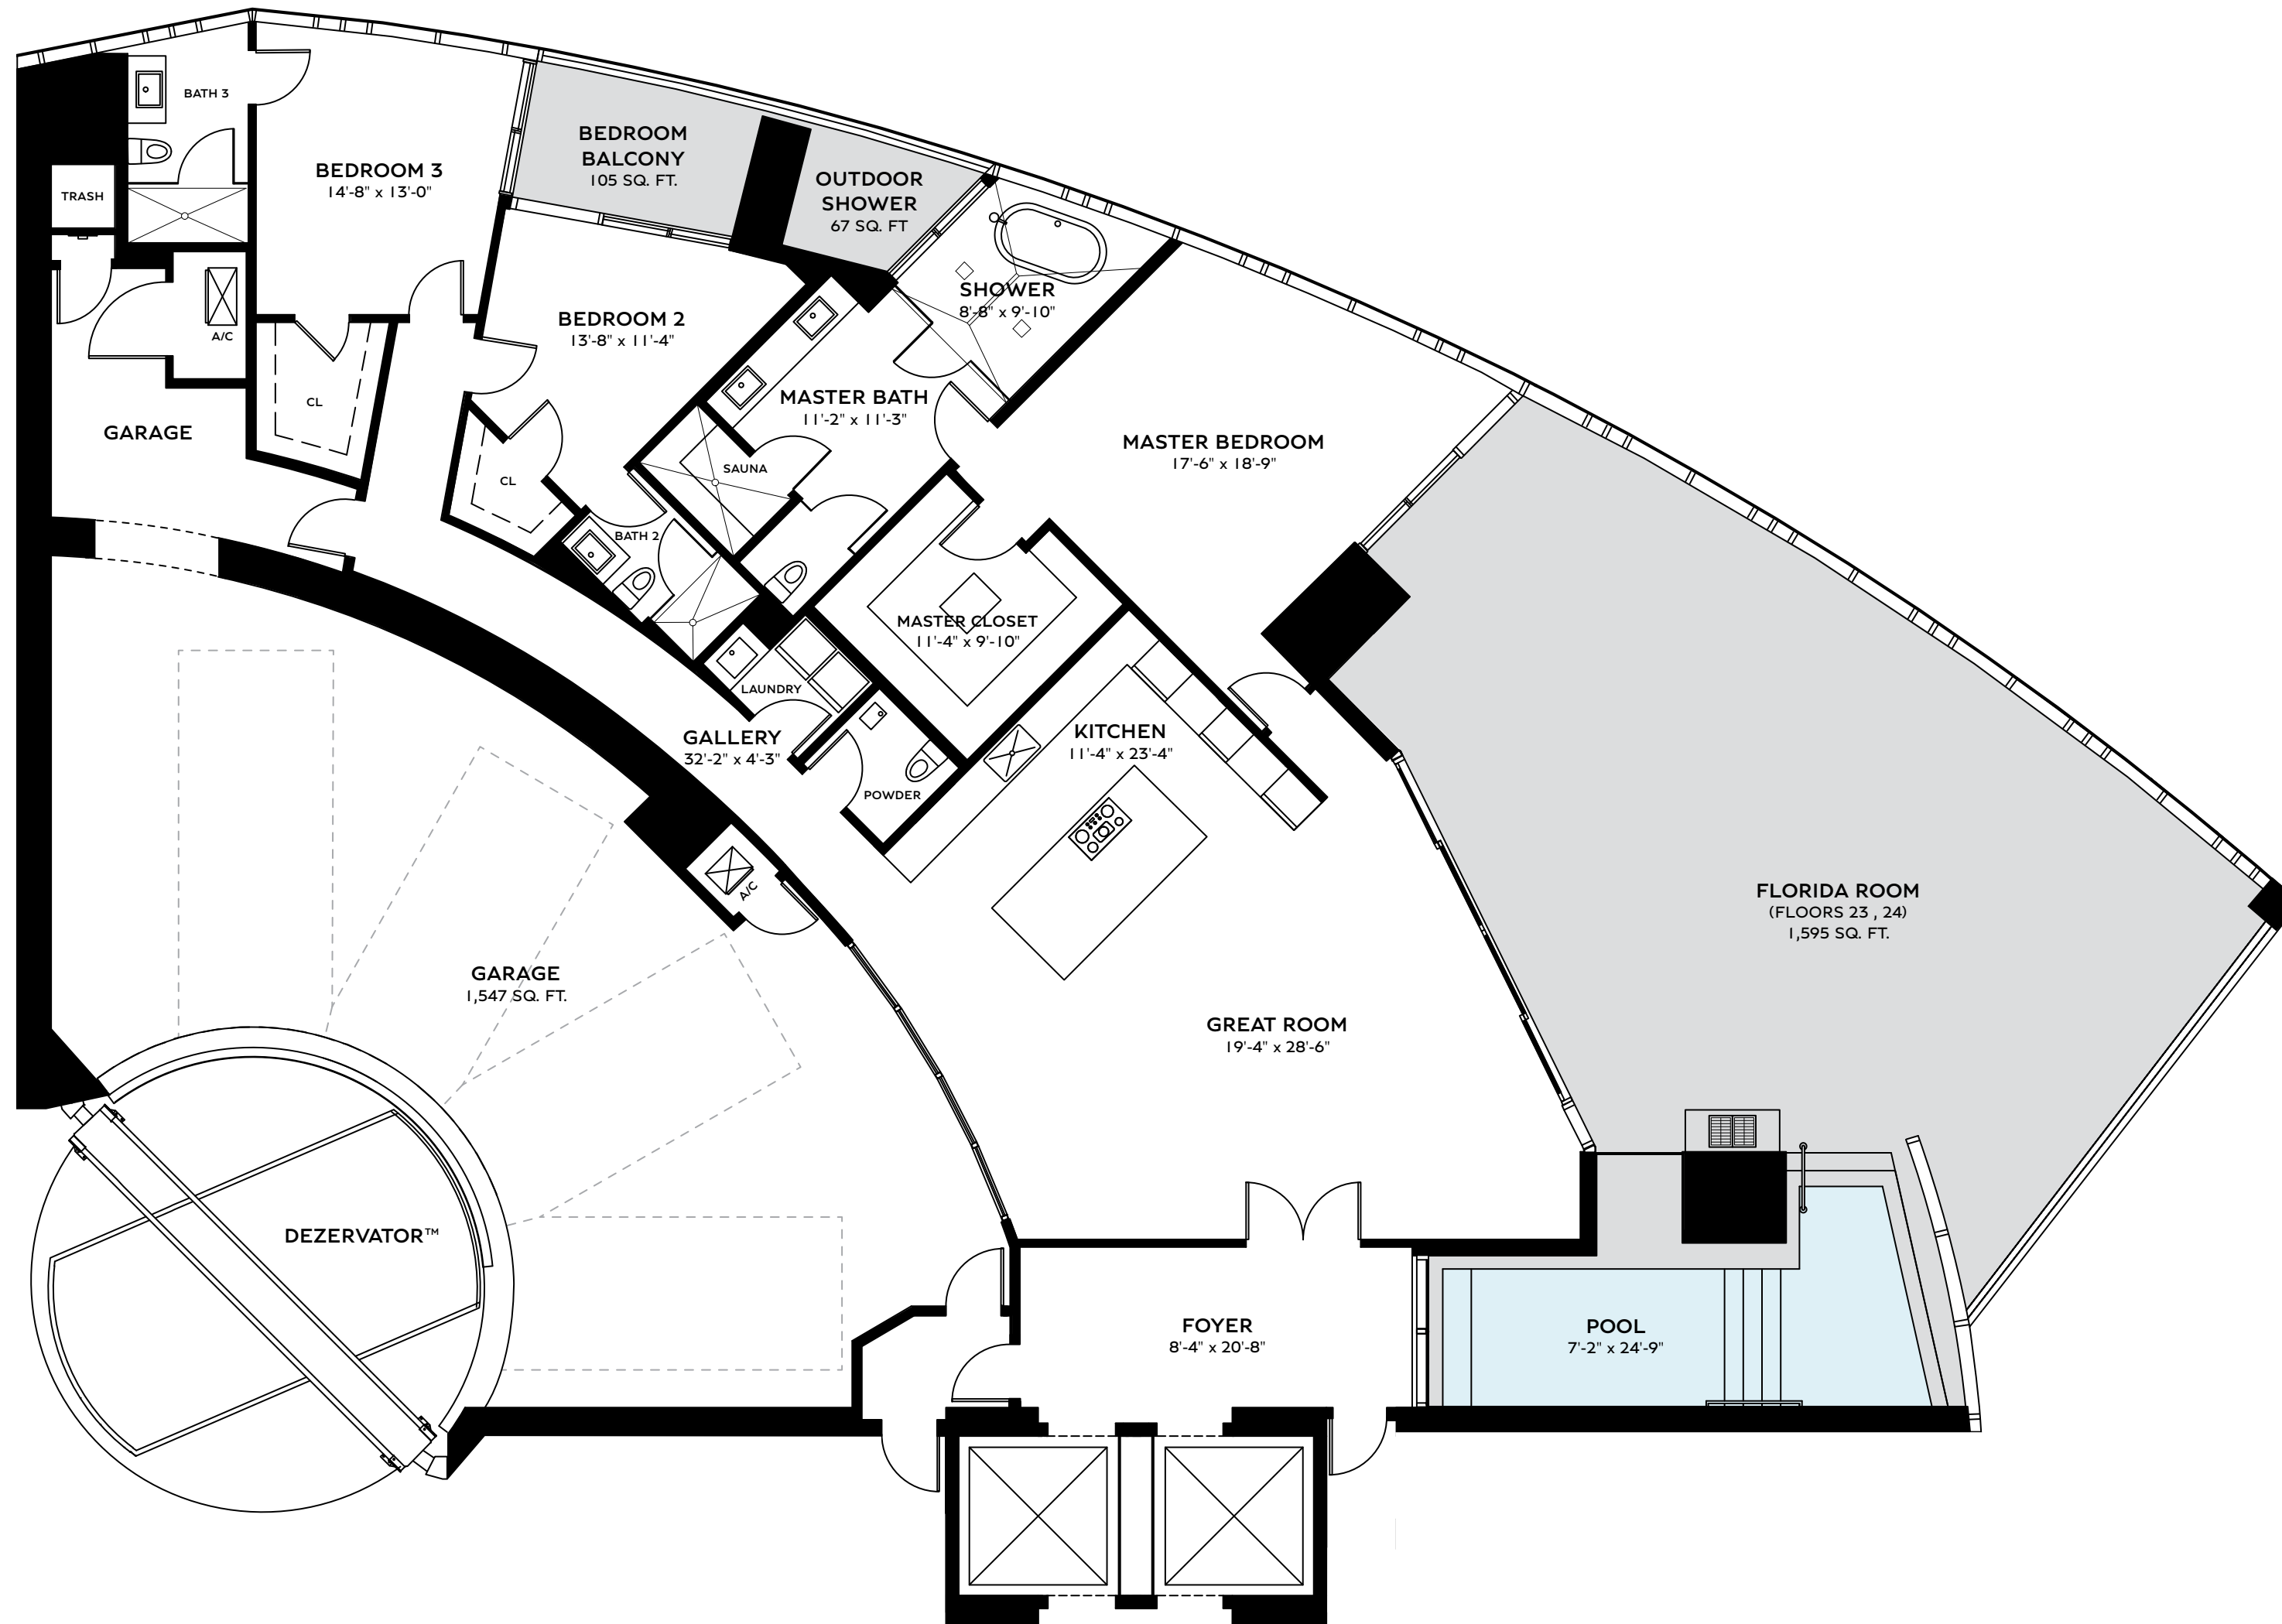 BATH 3
BEDROOM 3
14'-8" x 13'-0"
BEDROOM
BALCONY
105 SQ. FT.
OUTDOOR
SHOWER
67 SQ. FT
TRASH
A/C
CL
GARAGE
BEDROOM 2
13'-8" x 11'-4"
SHOWER
8'-8" x 9'-10"
MASTER BATH
11'-2" x 11'-3"
SAUNA
CL
BATH 2
MASTER BEDROOM
17'-6" x 18'-9"
MASTER CLOSET
11'-4" x 9'-10"
LAUNDRY
GALLERY
32'-2" x 4'-3"
POWDER
KITCHEN
11'-4" x 23'-4"
A/C
GARAGE
1,547 SQ. FT.
FLORIDA ROOM
(FLOORS 23 , 24)
1,595 SQ. FT.
GREAT ROOM
19'-4" x 28'-6"
DEZERVATOR™
FOYER
8'-4" x 20'-8"
POOL
7'-2" x 24'-9"